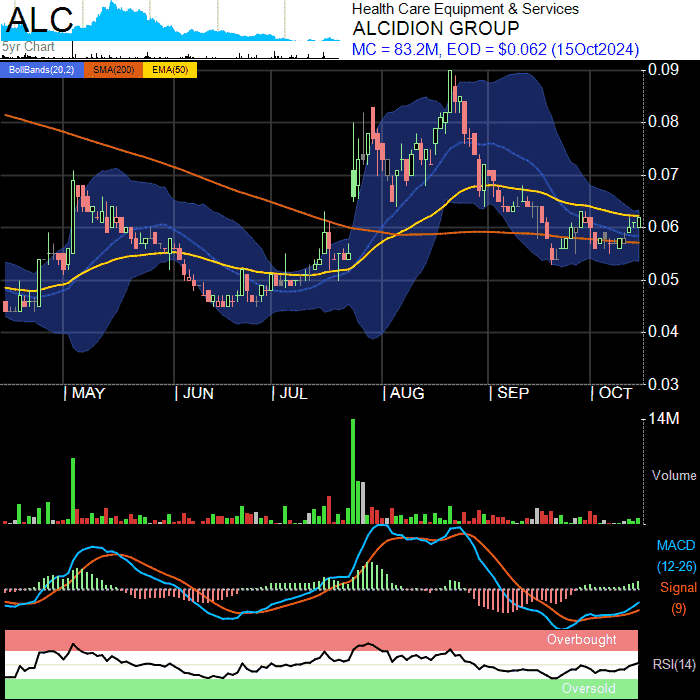 ALC
5yr Chart
Health Care Equipment & Services
ALCIDION GROUP
MC = 83.2M, EOD = $0.062 (15Oct2024)
BollBands(20,2) SMA(200) EMA(50)
0.09
0.08
0.07
0.06
0.05
0.04
0.03
| MAY | JUN | JUL | AUG | SEP | OCT
14M
Volume
MACD
(12-26)
Signal
(9)
Overbought
RSI(14)
Oversold